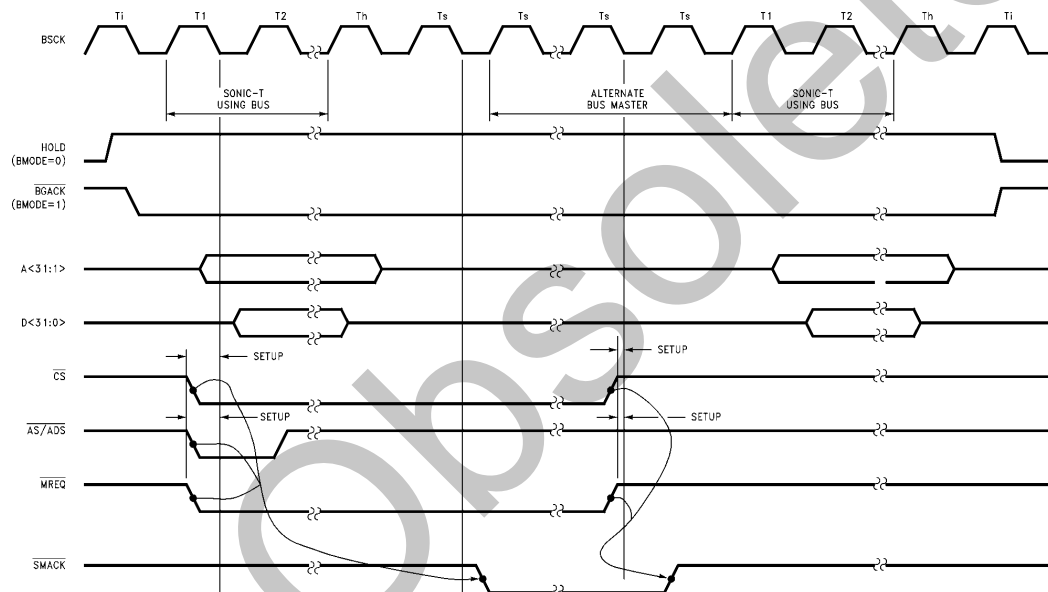 Ti T1 T2 Th Ts Ts Ts Ts T1 T2 Th Ti
BSCK
SONIC-T
USING BUS
ALTERNATE
BUS MASTER
SONIC-T
USING BUS
HOLD
(BMODE=0)
BGACK
(BMODE=1)
A<31:1>
D<31:0>
SETUP
SETUP
CS
SETUP
SETUP
AS/ADS
MREQ
SMACK
Obsolete